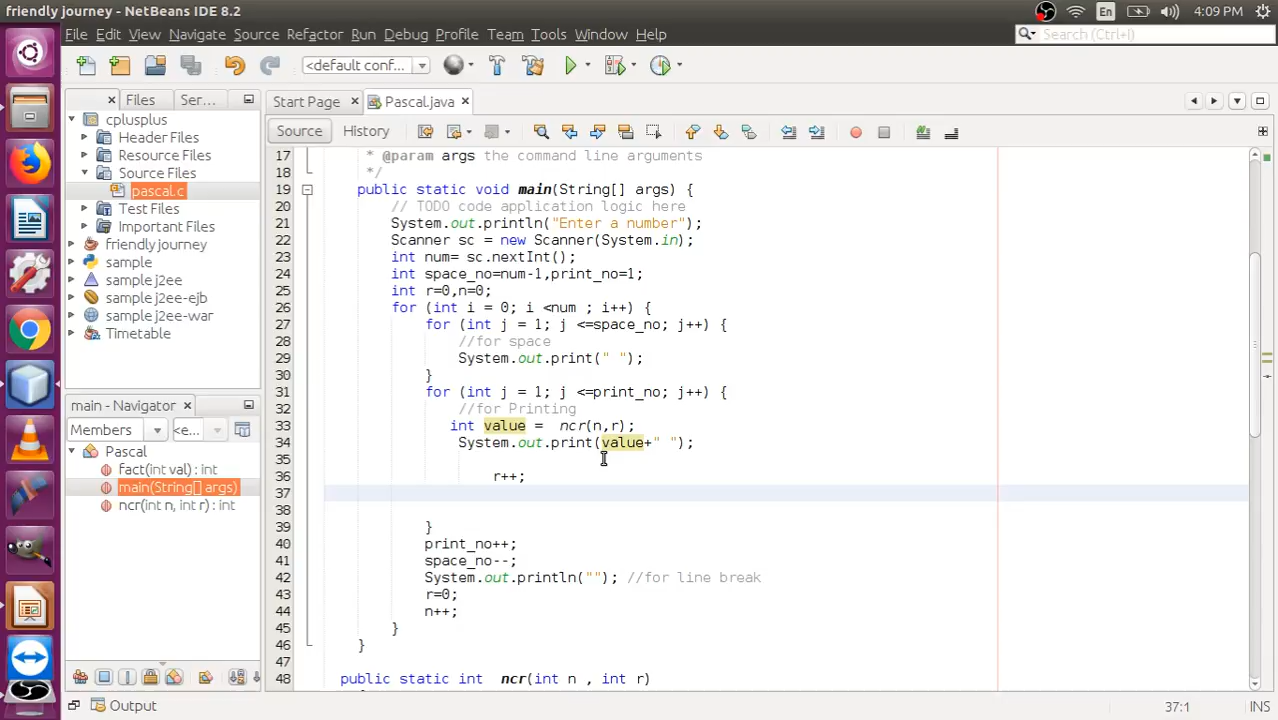 friendly journey - NetBeans IDE 8.2
En
4:09 PM
File Edit View Navigate Source Refactor Run Debug Profile Team Tools Window Help
Search (Ctrl+I)
<default conf...
Files
Ser...
Start Page
Pascal.java
cplusplus
Header Files
Resource Files
Source Files
pascal.c
Test Files
Important Files
friendly journey
sample
sample j2ee
sample j2ee-ejb
sample j2ee-war
Timetable
main - Navigator
Members
<e...
Pascal
fact(int val) : int
main(String[] args)
ncr(int n, int r) : int
Source
History
17 * @param args the command line arguments
18 */
19 public static void main(String[] args) {
20 // TODO code application logic here
21 System.out.println("Enter a number");
22 Scanner sc = new Scanner(System.in);
23 int num= sc.nextInt();
24 int space_no=num-1,print_no=1;
25 int r=0,n=0;
26 for (int i = 0; i <num ; i++) {
27 for (int j = 1; j <=space_no; j++) {
28 //for space
29 System.out.print(" ");
30 }
31 for (int j = 1; j <=print_no; j++) {
32 //for Printing
33 int value = ncr(n,r);
34 System.out.print(value+" ");
35
36 r++;
37
38
39 }
40 print_no++;
41 space_no--;
42 System.out.println(""); //for line break
43 r=0;
44 n++;
45 }
46 }
47
48 public static int ncr(int n , int r)
Output
37:1
INS